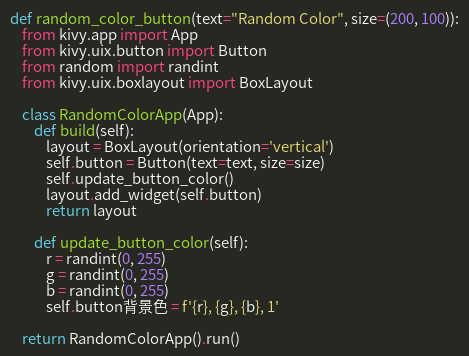 def random_color_button(text="Random Color", size=(200, 100)):
from kivy.app import App
from kivy.uix.button import Button
from random import randint
from kivy.uix.boxlayout import BoxLayout
class RandomColorApp(App):
def build(self):
layout = BoxLayout(orientation='vertical')
self.button = Button(text=text, size=size)
self.update_button_color()
layout.add_widget(self.button)
return layout
def update_button_color(self):
r = randint(0, 255)
g = randint(0, 255)
b = randint(0, 255)
self.button背景色 = f'{r}, {g}, {b}, 1'
return RandomColorApp().run()